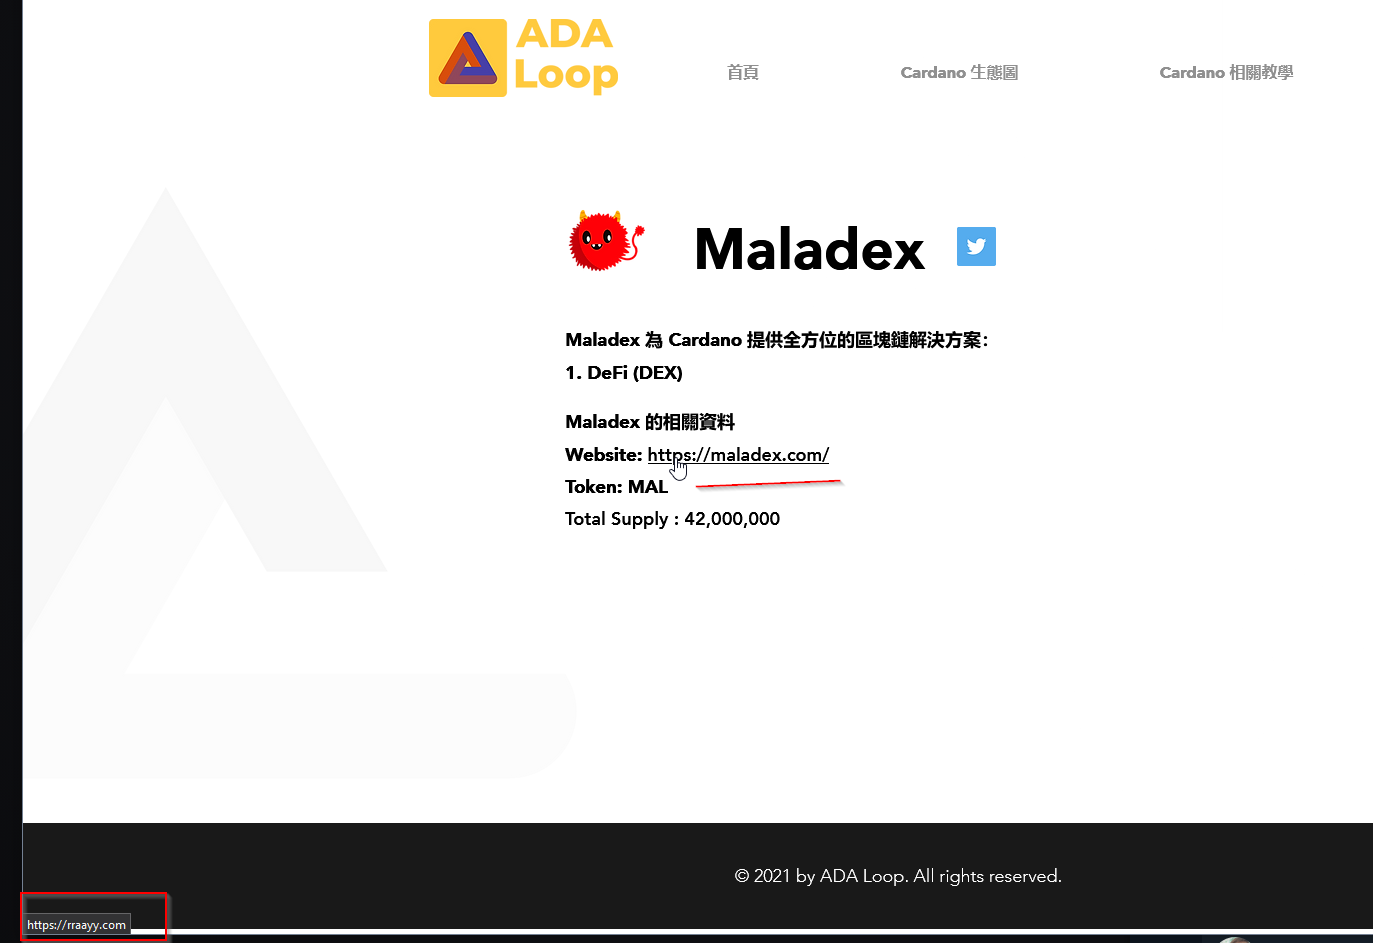 ADA
Loop
首頁
Cardano 生態圖
Cardano 相關教學
Maladex
Maladex 為 Cardano 提供全方位的區塊鏈解決方案:
1. DeFi (DEX)
Maladex 的相關資料
Website: https://maladex.com/
Token: MAL
Total Supply : 42,000,000
© 2021 by ADA Loop. All rights reserved.
https://rraayy.com